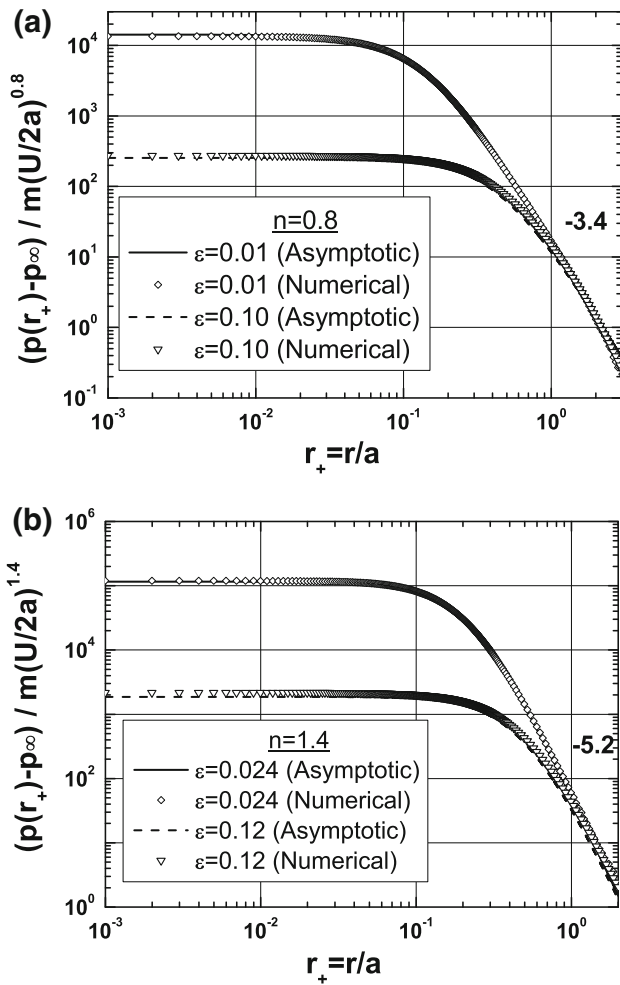 (a)
(p(r₊)-p∞) / m(U/2a)^0.8
10^4
10^3
10^2
10^1
10^0
10^-1
n=0.8
ε=0.01 (Asymptotic)
ε=0.01 (Numerical)
ε=0.10 (Asymptotic)
ε=0.10 (Numerical)
-3.4
10^-3 10^-2 10^-1 10^0
r₊=r/a
(b)
(p(r₊)-p∞) / m(U/2a)^1.4
10^6
10^4
10^2
10^0
n=1.4
ε=0.024 (Asymptotic)
ε=0.024 (Numerical)
ε=0.12 (Asymptotic)
ε=0.12 (Numerical)
-5.2
10^-3 10^-2 10^-1 10^0
r₊=r/a